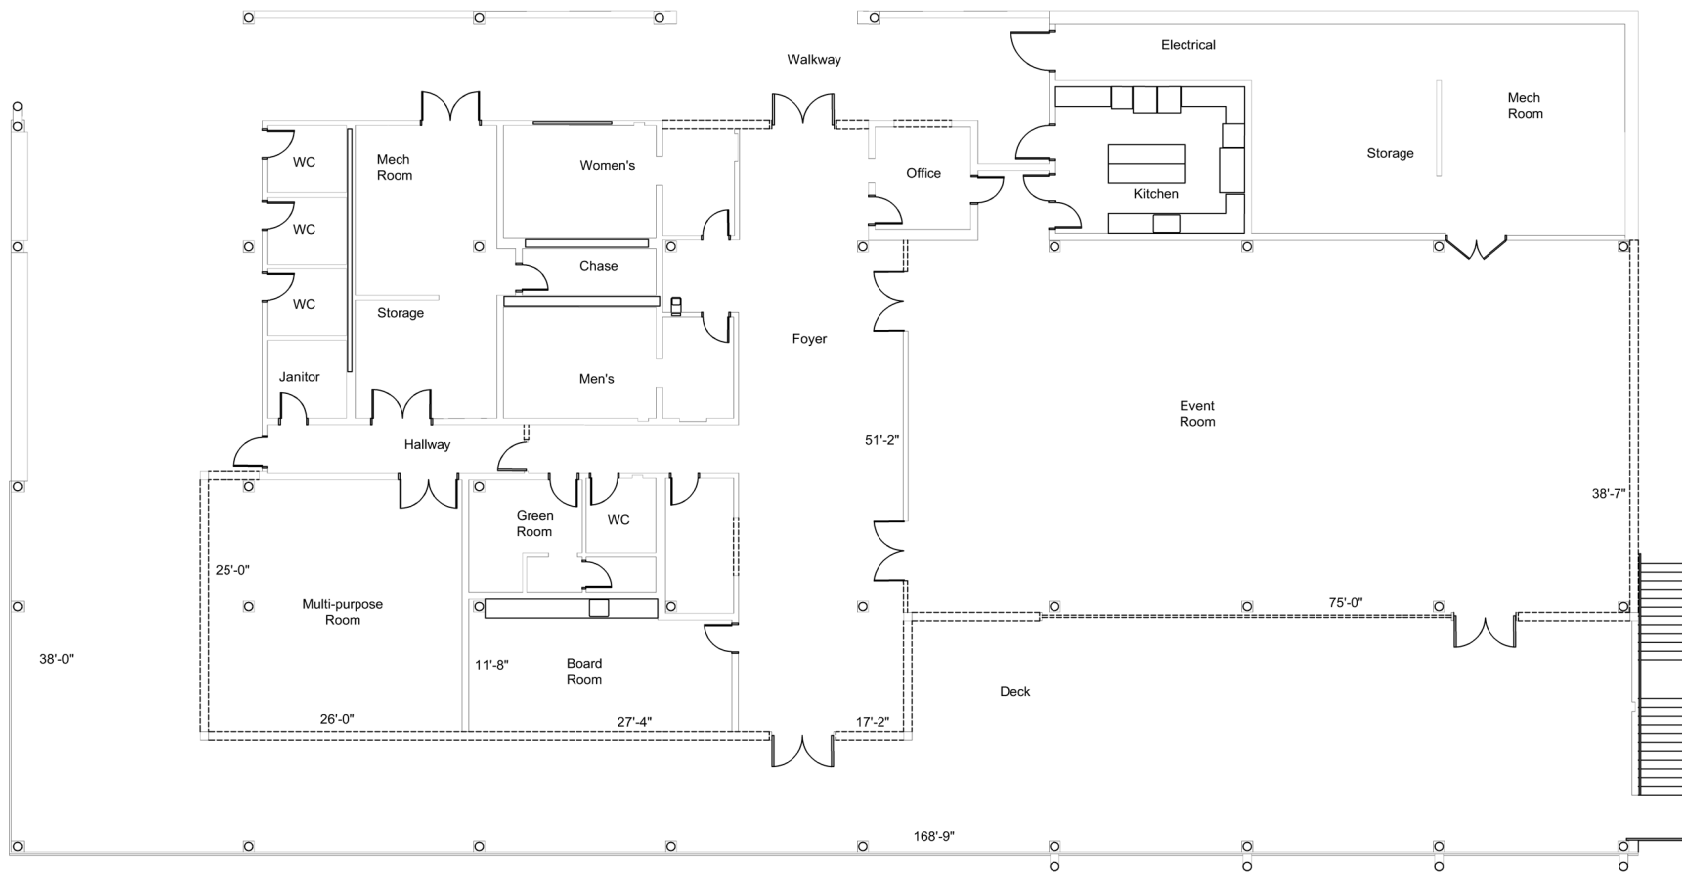 Electrical
Walkway
Mech
Room
WC
Mech
Room
Women's
Office
Kitchen
Storage
WC
Chase
WC
Storage
Foyer
Janitor
Men's
Event
Room
Hallway
51'-2"
38'-7"
Green
Room
WC
25'-0"
Multi-purpose
Room
75'-0"
38'-0"
11'-8"
Board
Room
Deck
26'-0"
27'-4"
17'-2"
168'-9"